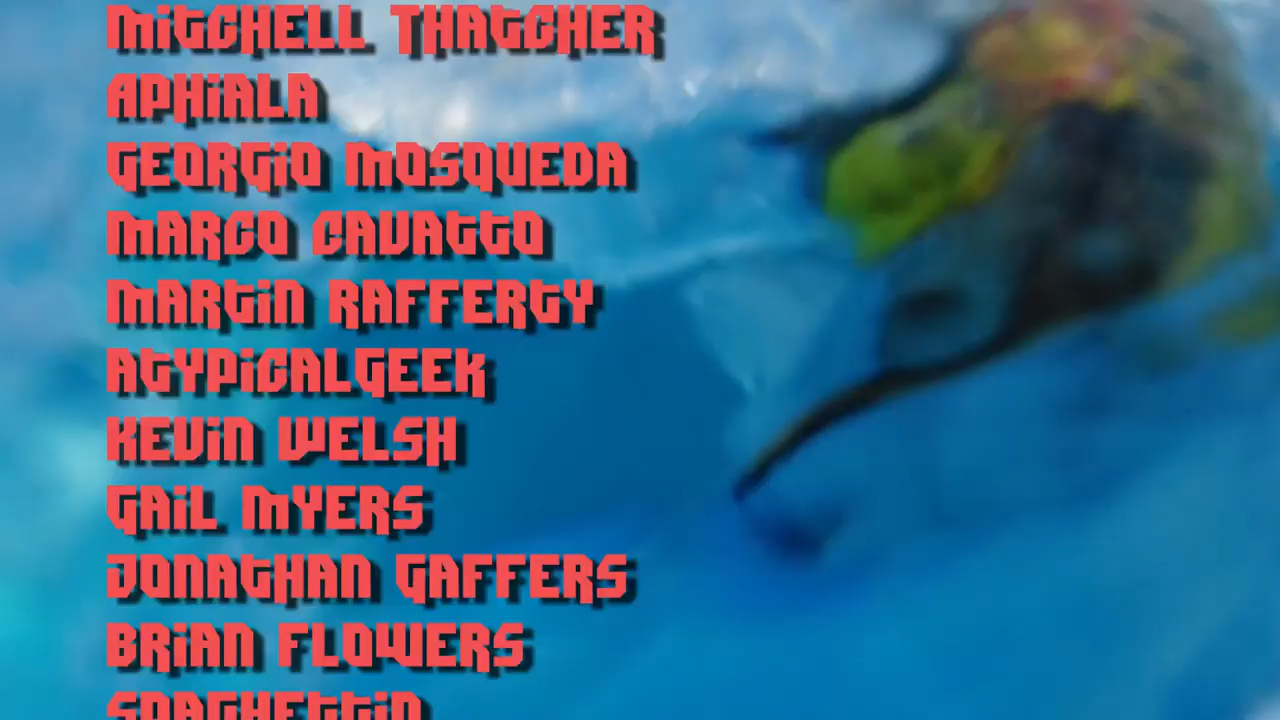 MiTCHELL THATCHER
APHiALA
GEORGiO MOSQUEDA
MARCO CAVATTO
MARTiN RAFFERTY
ATYPiCALGEEK
KEViN WELSH
GAiL MYERS
JONATHAN GAFFERS
BRiAN FLOWERS